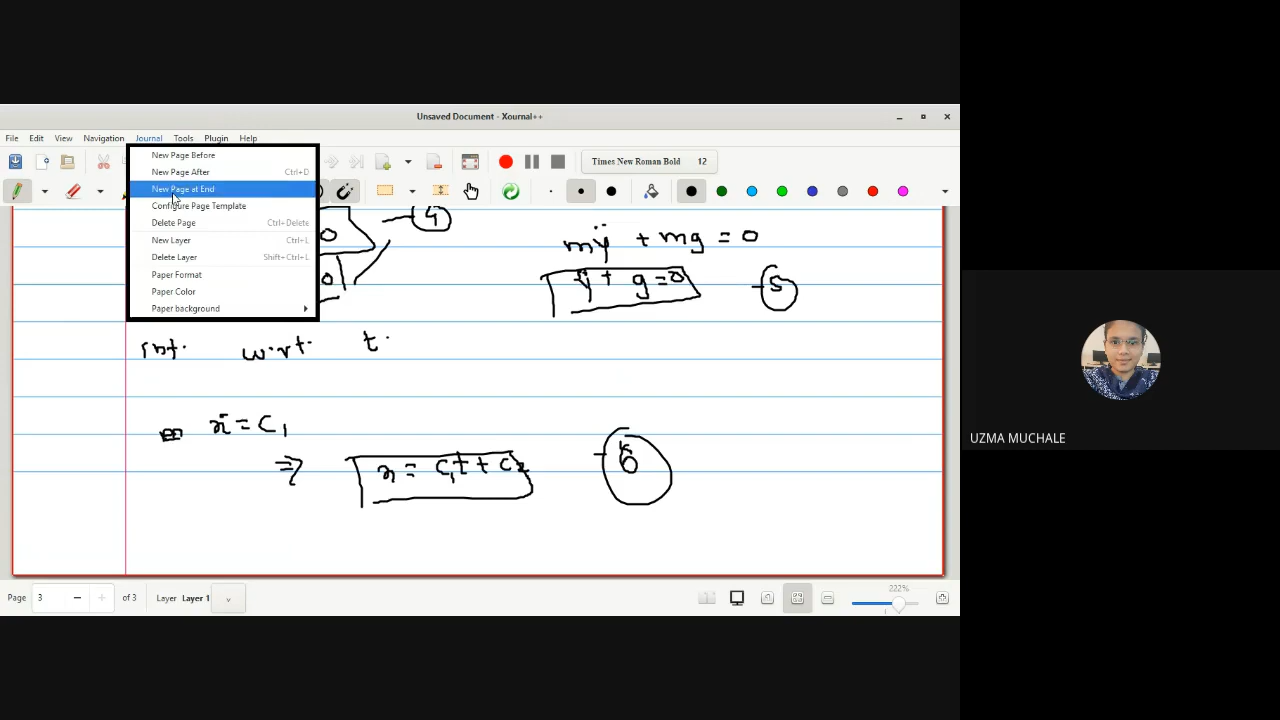 Unsaved Document - Xournal++
File Edit View Navigation Journal Tools Plugin Help
New Page Before
New Page After Ctrl+D
New Page at End
Configure Page Template
Delete Page Ctrl+Delete
New Layer Ctrl+L
Delete Layer Shift+Ctrl+L
Paper Format
Paper Color
Paper background
Times New Roman Bold 12
0
4
0
mÿ + mg = 0
ÿ + g = 0
5
Int. w.r.t. t.
ẋ = C₁
⇒ x = C₁t + C₂
6
Page 3 of 3 Layer Layer 1
222%
UZMA MUCHALE